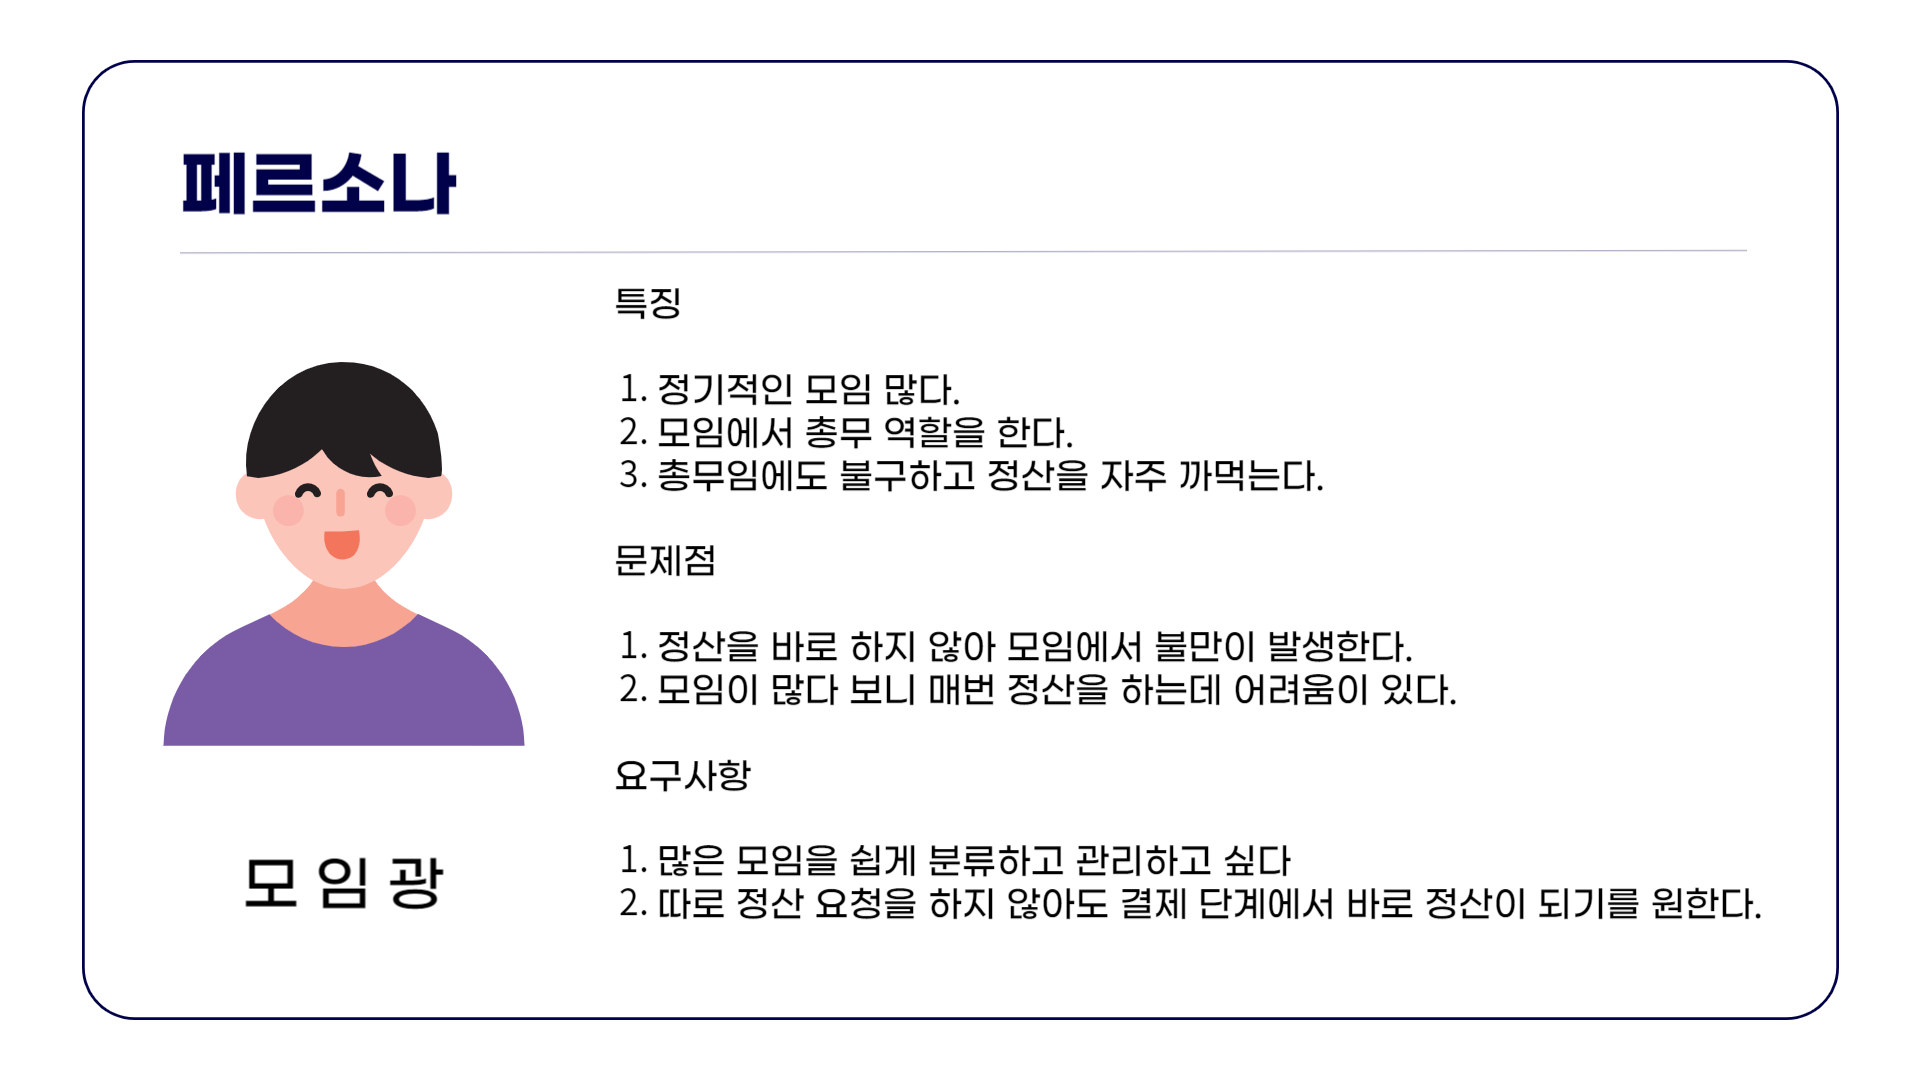 페르소나
특징
1. 정기적인 모임 많다.
2. 모임에서 총무 역할을 한다.
3. 총무임에도 불구하고 정산을 자주 까먹는다.
문제점
1. 정산을 바로 하지 않아 모임에서 불만이 발생한다.
2. 모임이 많다 보니 매번 정산을 하는데 어려움이 있다.
요구사항
1. 많은 모임을 쉽게 분류하고 관리하고 싶다
2. 따로 정산 요청을 하지 않아도 결제 단계에서 바로 정산이 되기를 원한다.
모임광